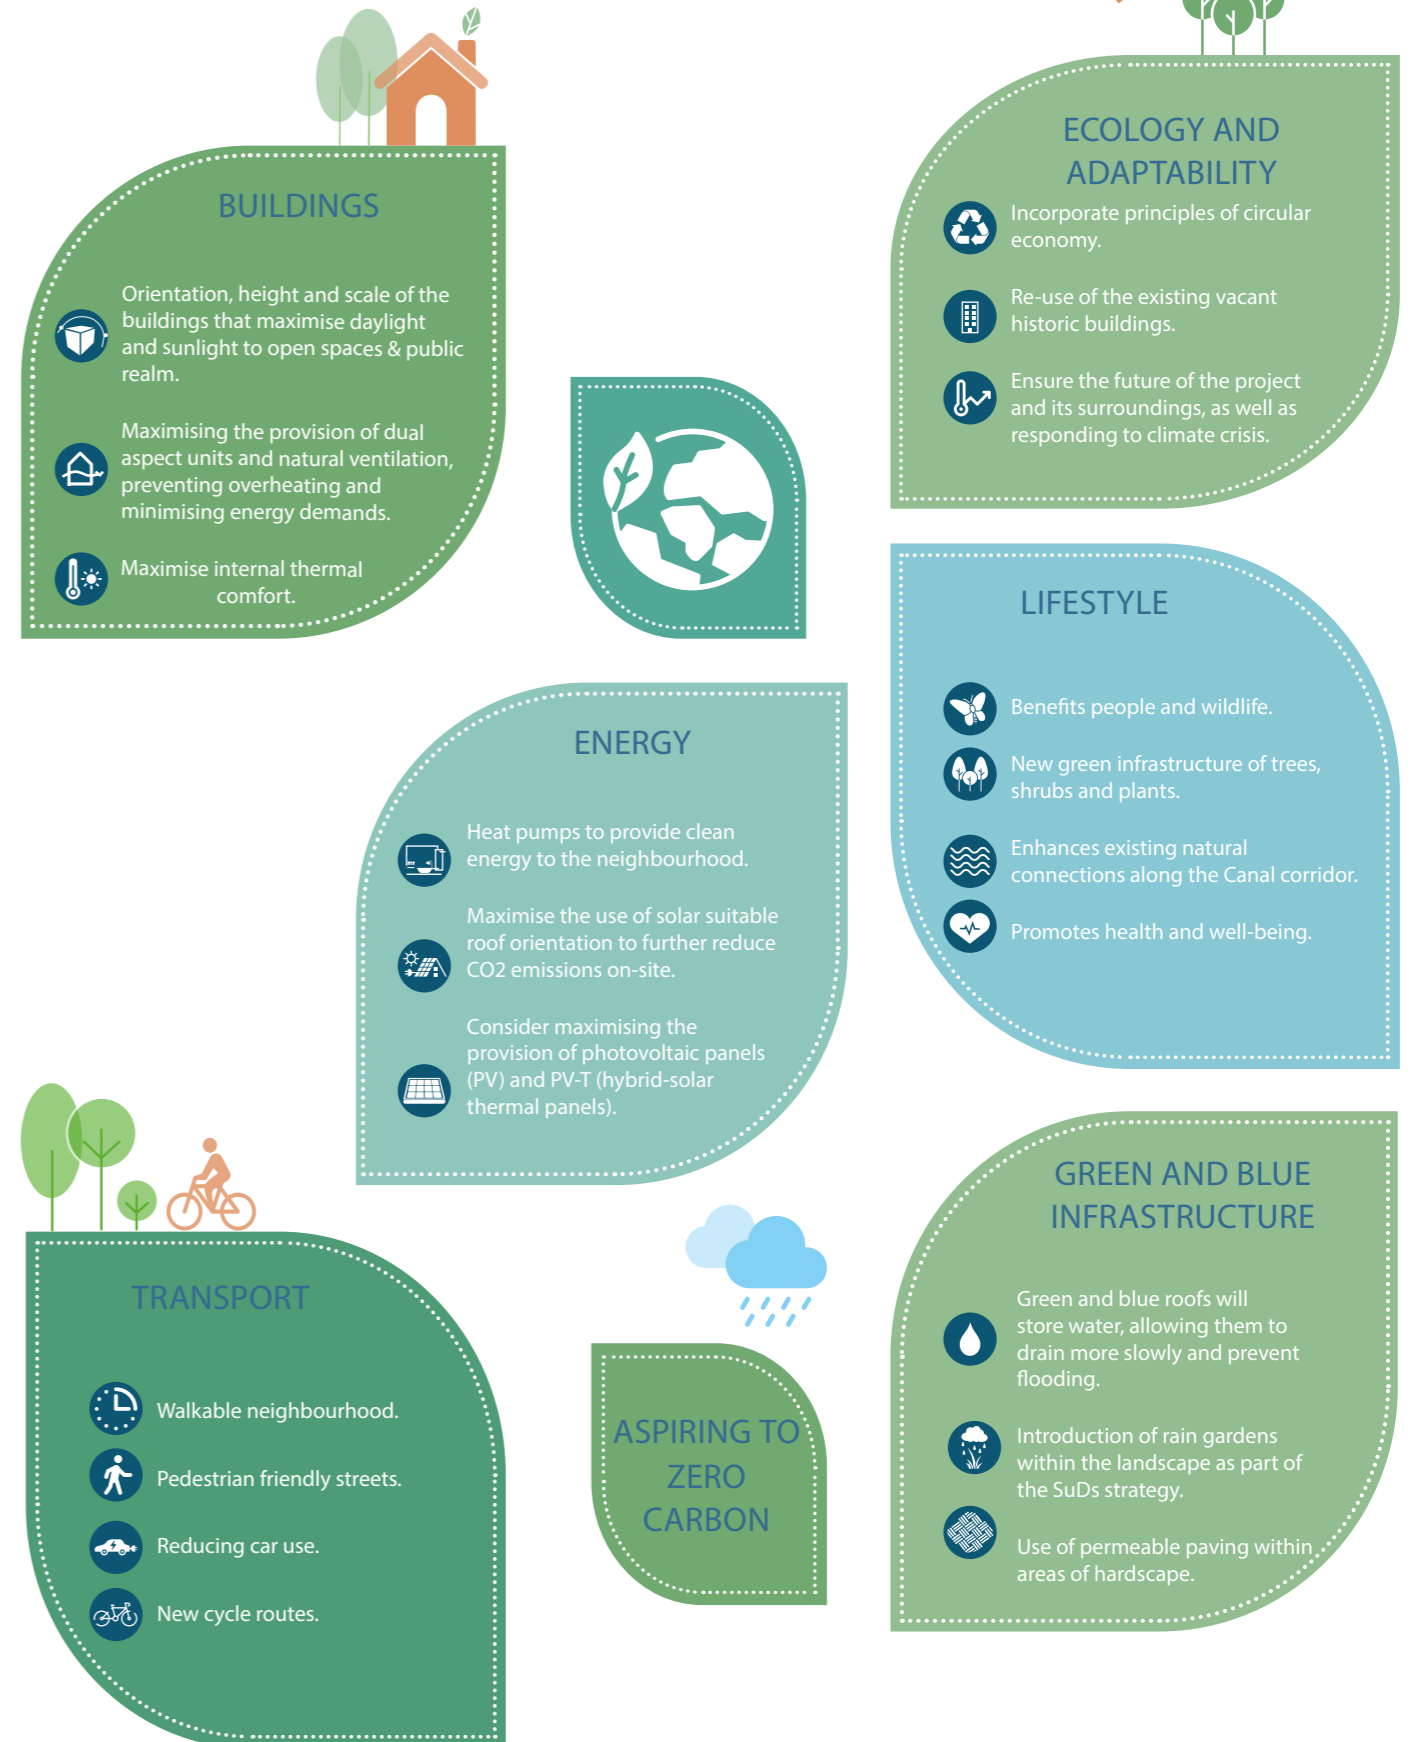 BUILDINGS
Orientation, height and scale of the
buildings that maximise daylight
and sunlight to open spaces & public
realm.
Maximising the provision of dual
aspect units and natural ventilation,
preventing overheating and
minimising energy demands.
Maximise internal thermal
comfort.
ECOLOGY AND
ADAPTABILITY
Incorporate principles of circular
economy.
Re-use of the existing vacant
historic buildings.
Ensure the future of the project
and its surroundings, as well as
responding to climate crisis.
LIFESTYLE
Benefits people and wildlife.
New green infrastructure of trees,
shrubs and plants.
Enhances existing natural
connections along the Canal corridor.
Promotes health and well-being.
ENERGY
Heat pumps to provide clean
energy to the neighbourhood.
Maximise the use of solar suitable
roof orientation to further reduce
CO2 emissions on-site.
Consider maximising the
provision of photovoltaic panels
(PV) and PV-T (hybrid-solar
thermal panels).
TRANSPORT
Walkable neighbourhood.
Pedestrian friendly streets.
Reducing car use.
New cycle routes.
ASPIRING TO
ZERO
CARBON
GREEN AND BLUE
INFRASTRUCTURE
Green and blue roofs will
store water, allowing them to
drain more slowly and prevent
flooding.
Introduction of rain gardens
within the landscape as part of
the SuDs strategy.
Use of permeable paving within
areas of hardscape.